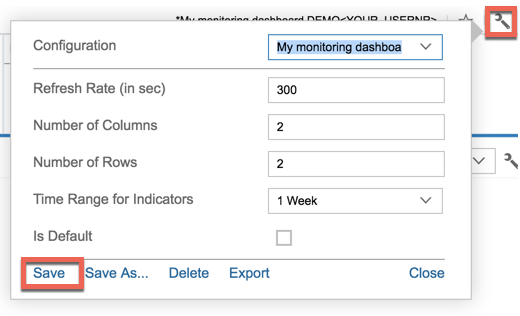 *My monitoring dashboard DEMO<YOUR_USERNR>
Configuration My monitoring dashboa
Refresh Rate (in sec) 300
Number of Columns 2
Number of Rows 2
Time Range for Indicators 1 Week
Is Default
Save Save As... Delete Export Close